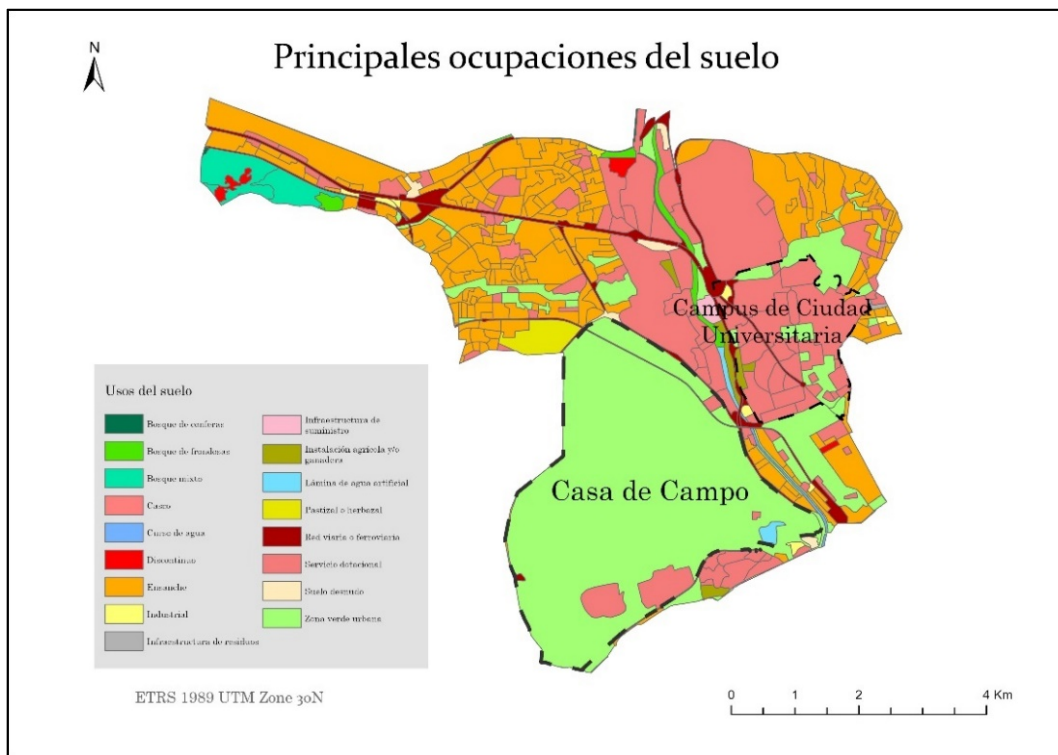 Principales ocupaciones del suelo
N
Campus de Ciudad
Universitaria
Casa de Campo
Usos del suelo
Bosque de coníferas
Bosque de frondosas
Bosque mixto
Casco
Curso de agua
Discontinuo
Ensanche
Industrial
Infraestructura de residuos
Infraestructura de
suministro
Instalación agrícola y/o
ganadera
Lámina de agua artificial
Pastizal o herbazal
Red viaria o ferroviaria
Servicio dotacional
Suelo desnudo
Zona verde urbana
ETRS 1989 UTM Zone 30N
0 1 2 4 Km